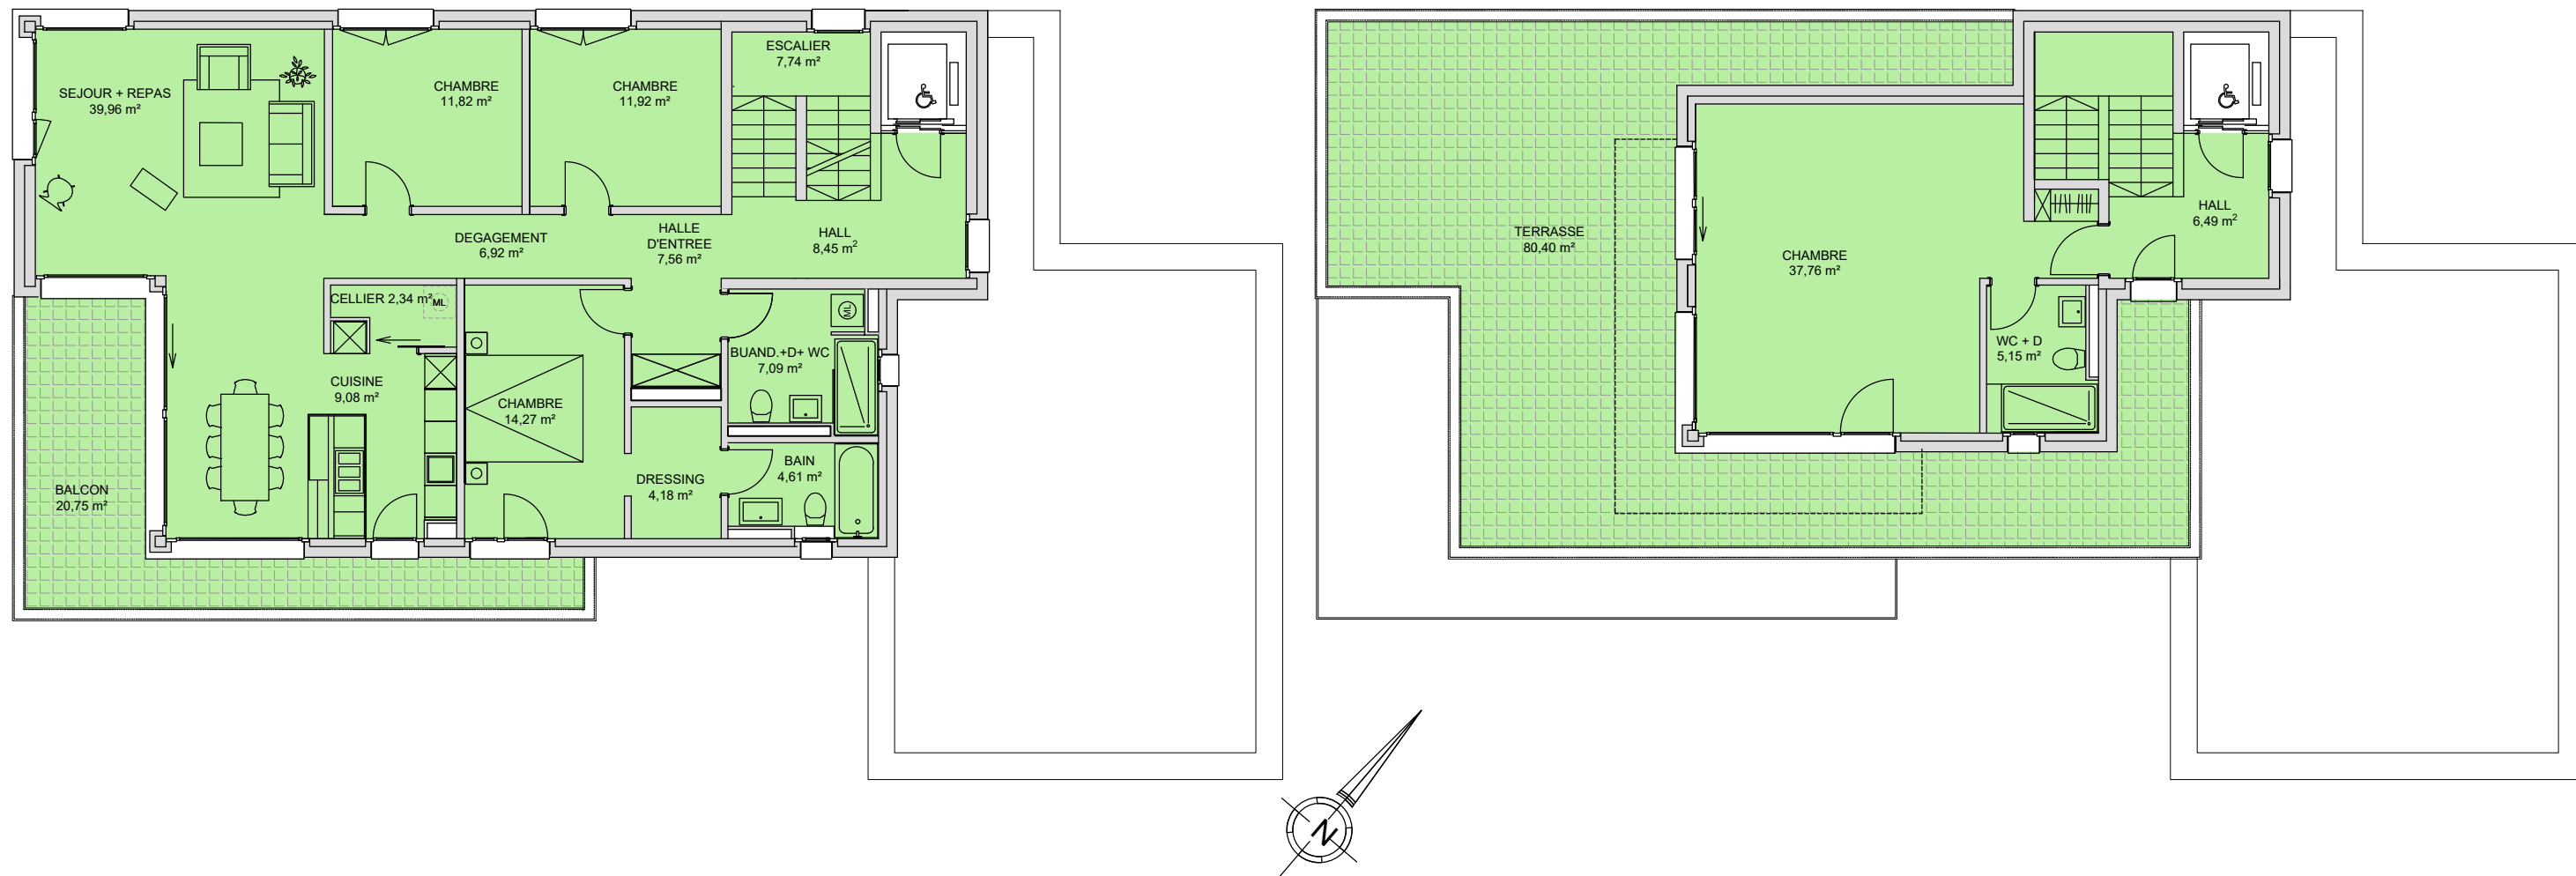 SEJOUR + REPAS
39,96 m²
CHAMBRE
11,82 m²
CHAMBRE
11,92 m²
ESCALIER
7,74 m²
DEGAGEMENT
6,92 m²
HALLE
D'ENTREE
7,56 m²
HALL
8,45 m²
CELLIER 2,34 m²
ML
ML
CUISINE
9,08 m²
CHAMBRE
14,27 m²
BUAND.+D+ WC
7,09 m²
DRESSING
4,18 m²
BAIN
4,61 m²
BALCON
20,75 m²
TERRASSE
80,40 m²
CHAMBRE
37,76 m²
HALL
6,49 m²
WC + D
5,15 m²
N